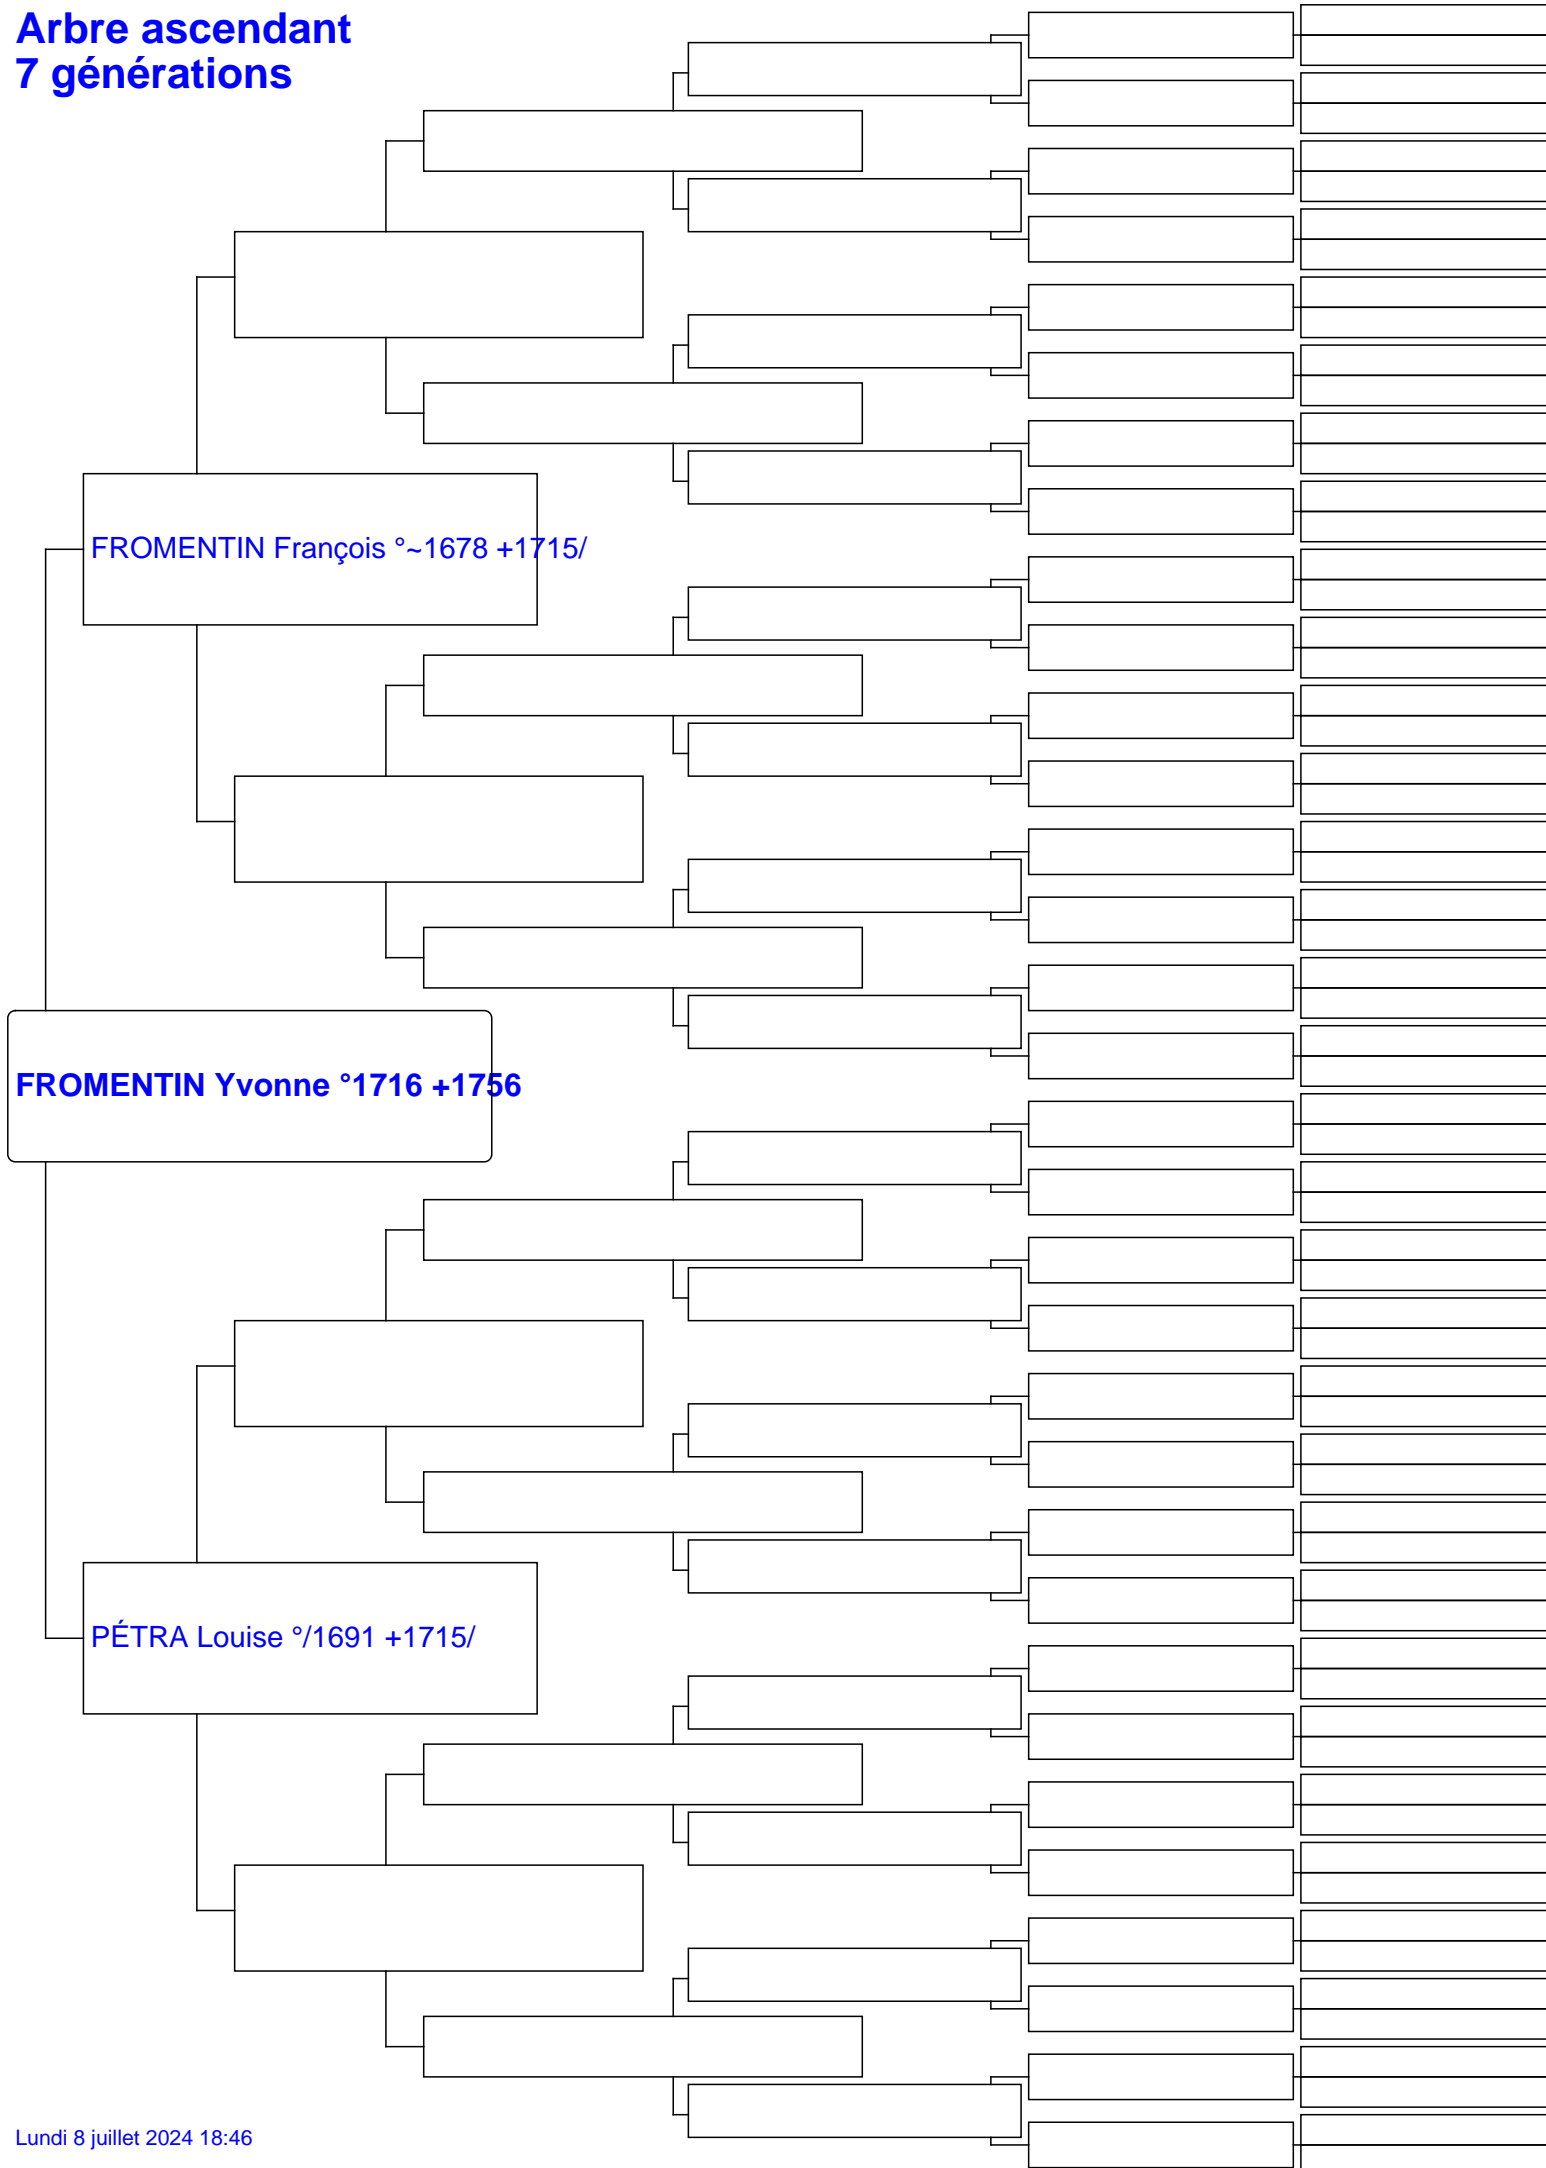 Arbre ascendant
7 générations
FROMENTIN François °~1678 +1715/
FROMENTIN Yvonne °1716 +1756
PÉTRA Louise °/1691 +1715/
Lundi 8 juillet 2024 18:46